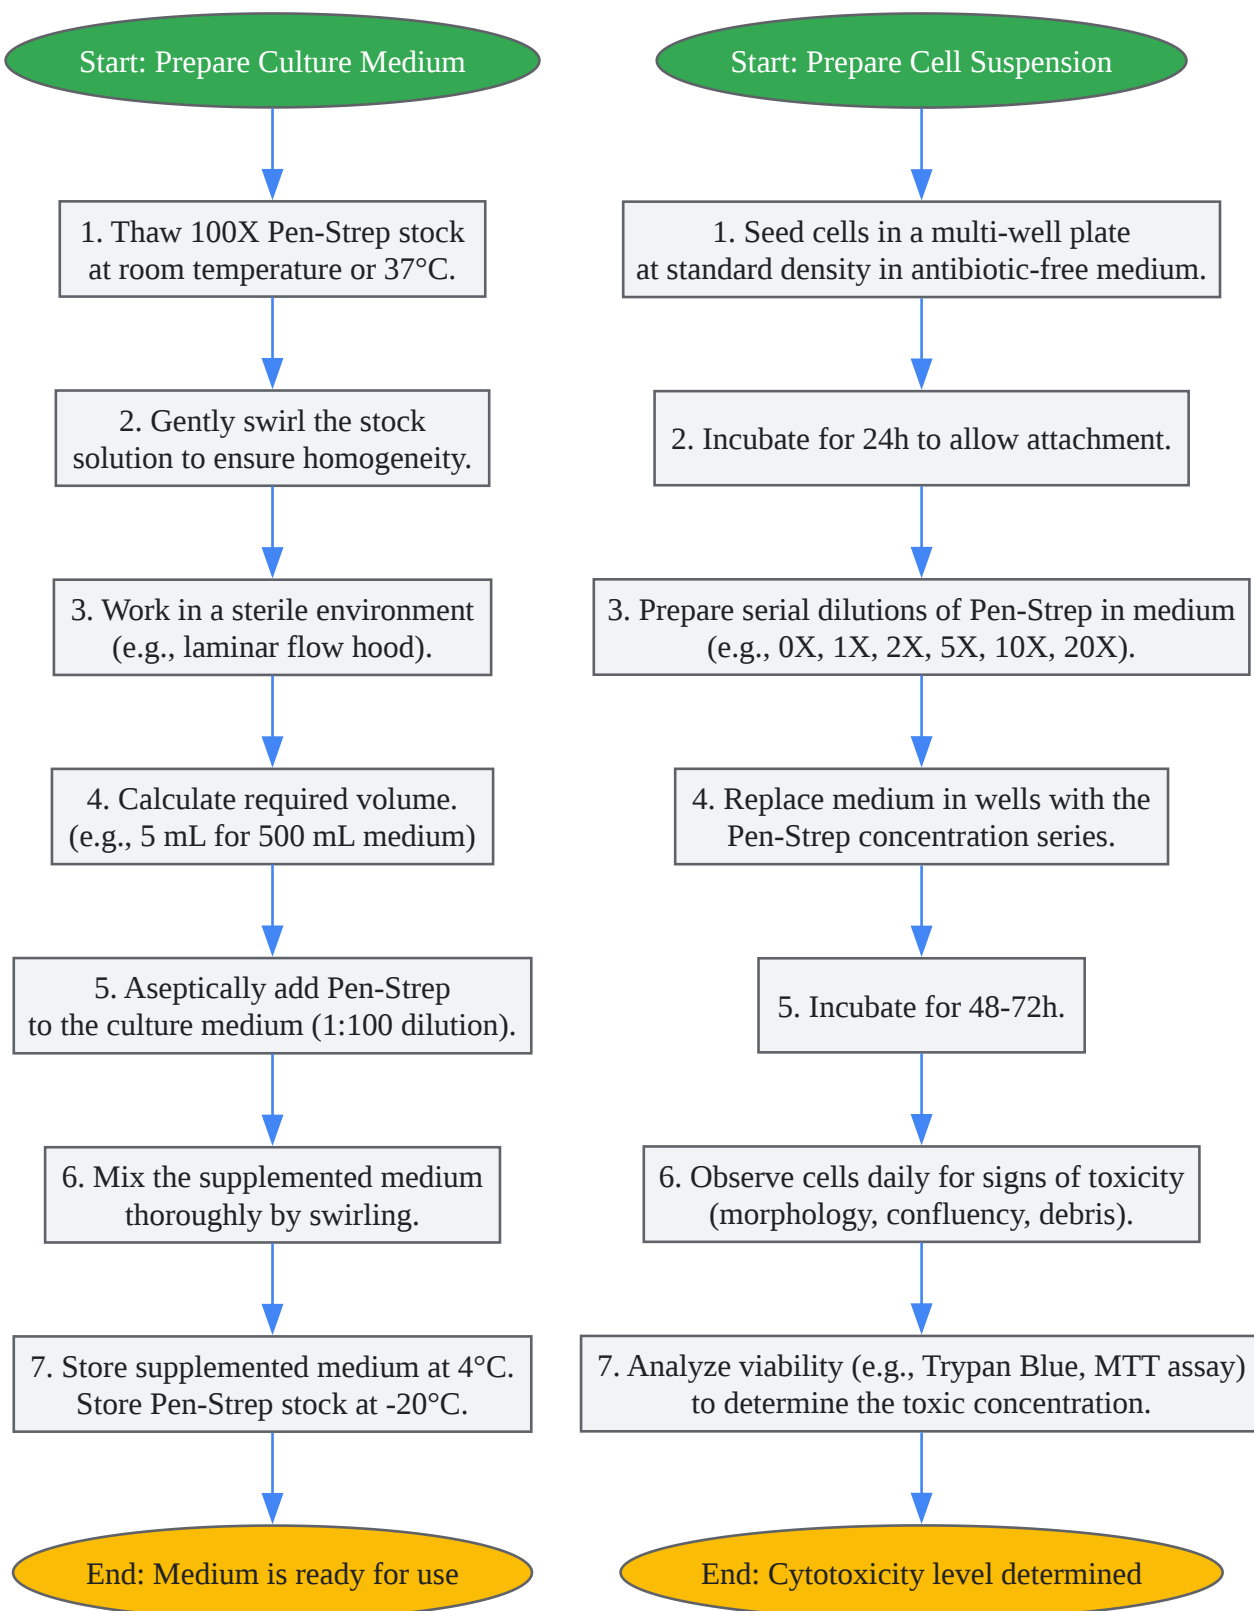 Start: Prepare Culture Medium
1. Thaw 100X Pen-Strep stock
at room temperature or 37°C.
2. Gently swirl the stock
solution to ensure homogeneity.
3. Work in a sterile environment
(e.g., laminar flow hood).
4. Calculate required volume.
(e.g., 5 mL for 500 mL medium)
5. Aseptically add Pen-Strep
to the culture medium (1:100 dilution).
6. Mix the supplemented medium
thoroughly by swirling.
7. Store supplemented medium at 4°C.
Store Pen-Strep stock at -20°C.
End: Medium is ready for use
Start: Prepare Cell Suspension
1. Seed cells in a multi-well plate
at standard density in antibiotic-free medium.
2. Incubate for 24h to allow attachment.
3. Prepare serial dilutions of Pen-Strep in medium
(e.g., 0X, 1X, 2X, 5X, 10X, 20X).
4. Replace medium in wells with the
Pen-Strep concentration series.
5. Incubate for 48-72h.
6. Observe cells daily for signs of toxicity
(morphology, confluency, debris).
7. Analyze viability (e.g., Trypan Blue, MTT assay)
to determine the toxic concentration.
End: Cytotoxicity level determined